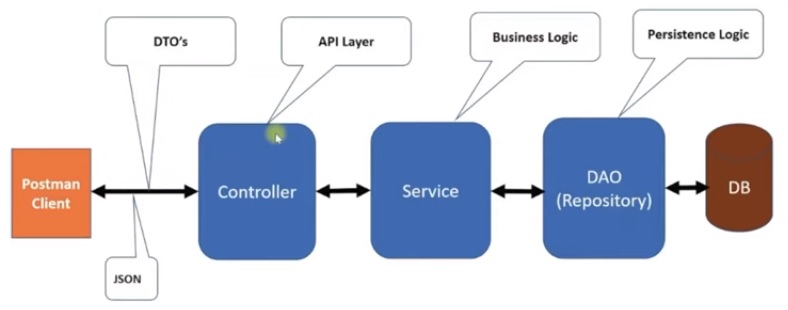 DTO's
API Layer
Business Logic
Persistence Logic
Postman
Client
Controller
Service
DAO
(Repository)
DB
JSON